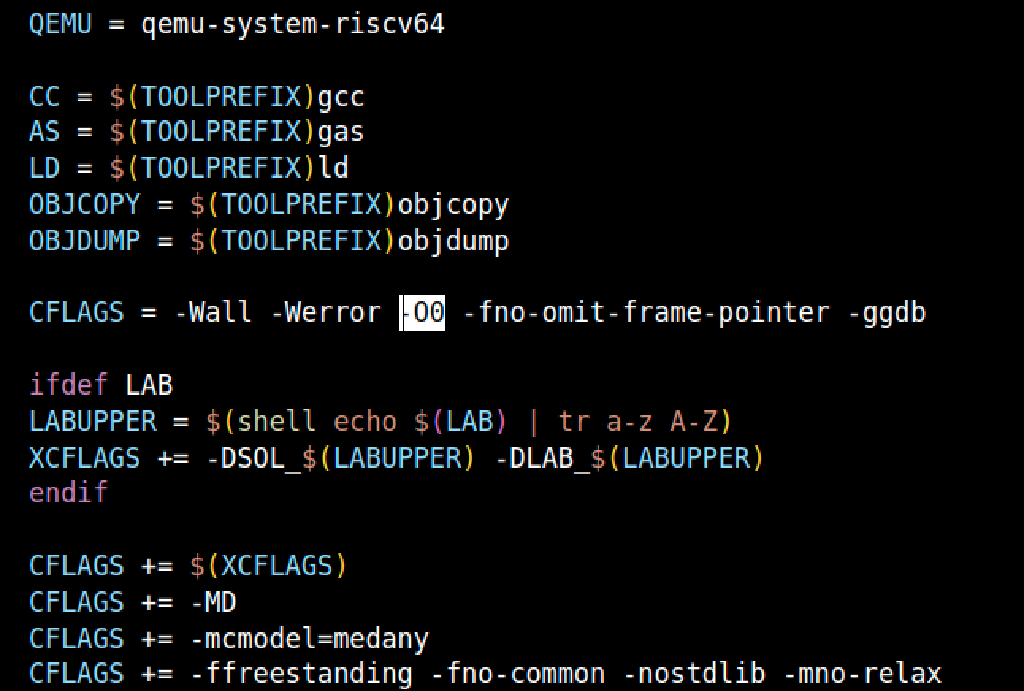 QEMU = qemu-system-riscv64
CC = $(TOOLPREFIX)gcc
AS = $(TOOLPREFIX)gas
LD = $(TOOLPREFIX)ld
OBJCOPY = $(TOOLPREFIX)objcopy
OBJDUMP = $(TOOLPREFIX)objdump
CFLAGS = -Wall -Werror -O0 -fno-omit-frame-pointer -ggdb
ifdef LAB
LABUPPER = $(shell echo $(LAB) | tr a-z A-Z)
XCFLAGS += -DSOL_$(LABUPPER) -DLAB_$(LABUPPER)
endif
CFLAGS += $(XCFLAGS)
CFLAGS += -MD
CFLAGS += -mcmodel=medany
CFLAGS += -ffreestanding -fno-common -nostdlib -mno-relax